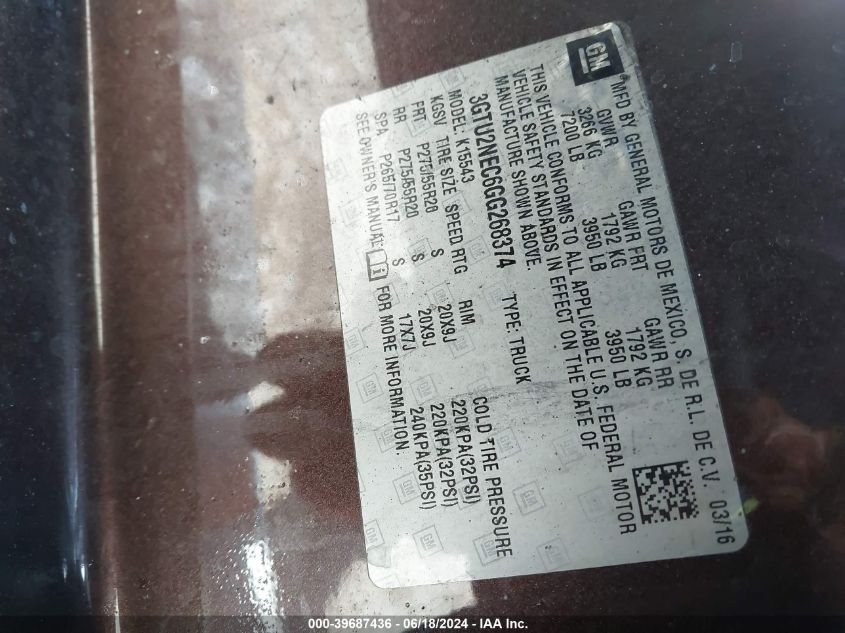 GM
MFD BY GENERAL MOTORS DE MEXICO, S. DE R.L. DE C.V. 03/16
GVWR GAWR FRT GAWR RR
3266 KG 1792 KG 1792 KG
7200 LB 3950 LB 3950 LB
THIS VEHICLE CONFORMS TO ALL APPLICABLE U.S. FEDERAL MOTOR
VEHICLE SAFETY STANDARDS IN EFFECT ON THE DATE OF
MANUFACTURE SHOWN ABOVE.
3GTU2NEC6GG268374 TYPE: TRUCK
MODEL: K15543
KGSV TIRE SIZE SPEED RTG RIM COLD TIRE PRESSURE
FRT P275/55R20 S 20X9J 220KPA(32PSI)
RR P275/55R20 S 20X9J 220KPA(32PSI)
SPA P265/70R17 S 17X7J 240KPA(35PSI)
SEE OWNER'S MANUAL FOR MORE INFORMATION.
000-39687436 - 06/18/2024 - IAA Inc.